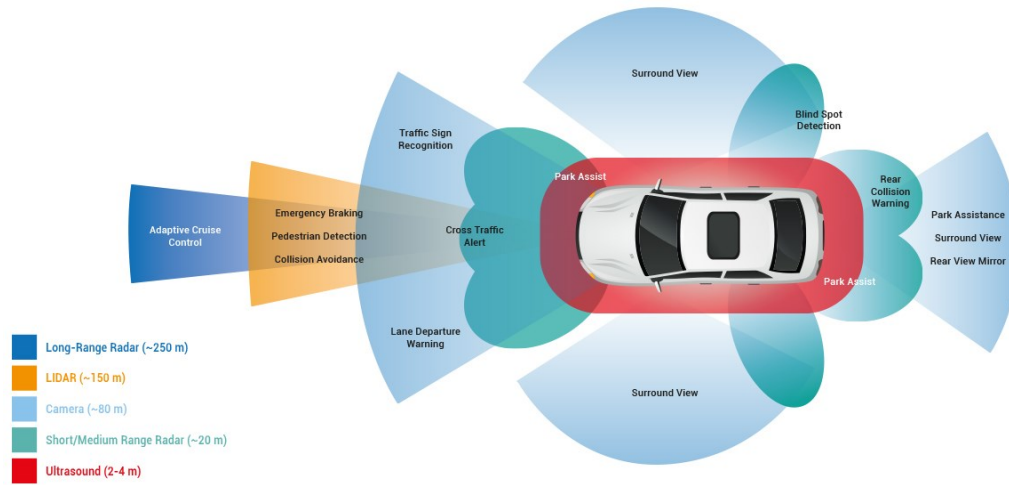 Surround View
Blind Spot
Detection
Traffic Sign
Recognition
Park Assist
Rear
Collision
Warning
Adaptive Cruise
Control
Emergency Braking
Pedestrian Detection
Collision Avoidance
Cross Traffic
Alert
Park Assistance
Surround View
Rear View Mirror
Park Assist
Lane Departure
Warning
Surround View
Long-Range Radar (~250 m)
LIDAR (~150 m)
Camera (~80 m)
Short/Medium Range Radar (~20 m)
Ultrasound (2-4 m)